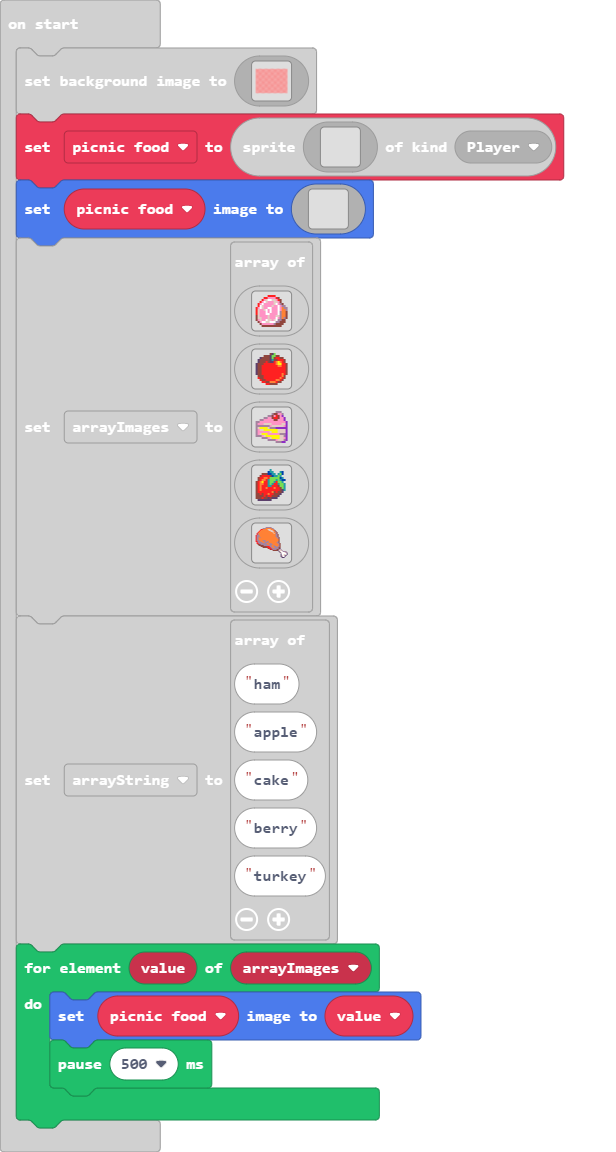 on start
set background image to
set picnic food to sprite of kind Player
set picnic food image to
array of
set arrayImages to
array of
"ham"
"apple"
"cake"
set arrayString to
"berry"
"turkey"
for element value of arrayImages
do
set picnic food image to value
pause 500 ms